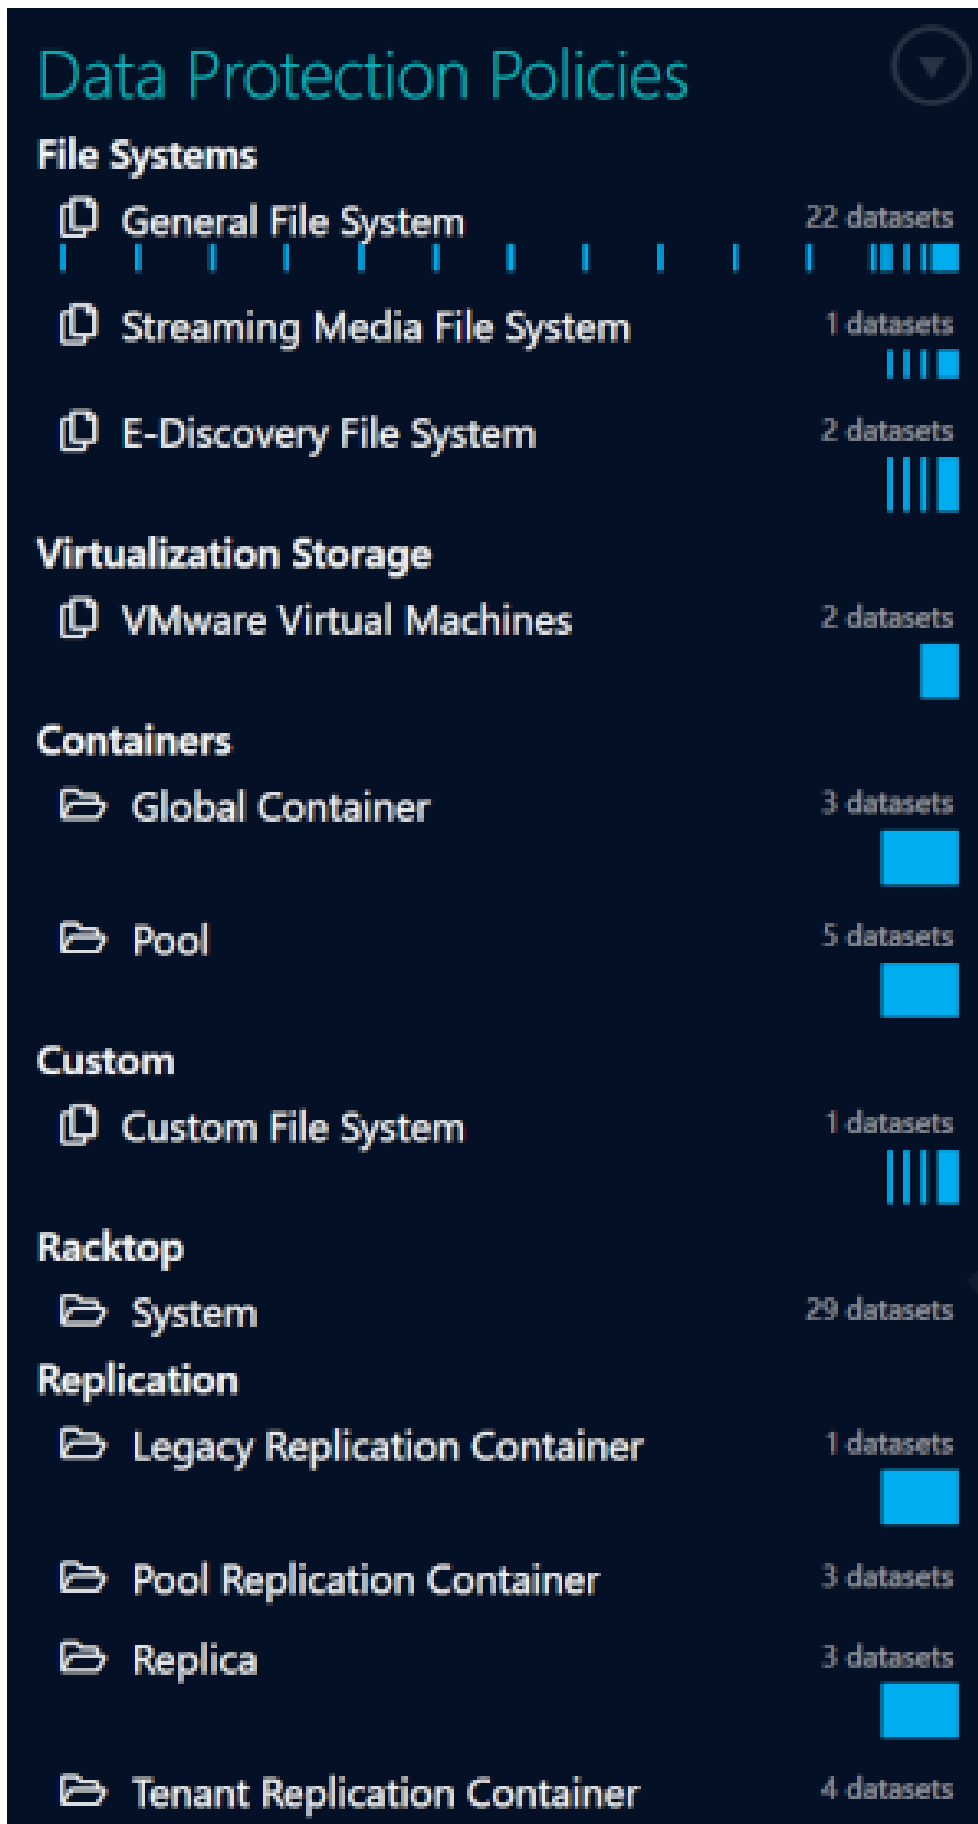 Data Protection Policies
File Systems
General File System 22 datasets
Streaming Media File System 1 datasets
E-Discovery File System 2 datasets
Virtualization Storage
VMware Virtual Machines 2 datasets
Containers
Global Container 3 datasets
Pool 5 datasets
Custom
Custom File System 1 datasets
Racktop
System 29 datasets
Replication
Legacy Replication Container 1 datasets
Pool Replication Container 3 datasets
Replica 3 datasets
Tenant Replication Container 4 datasets